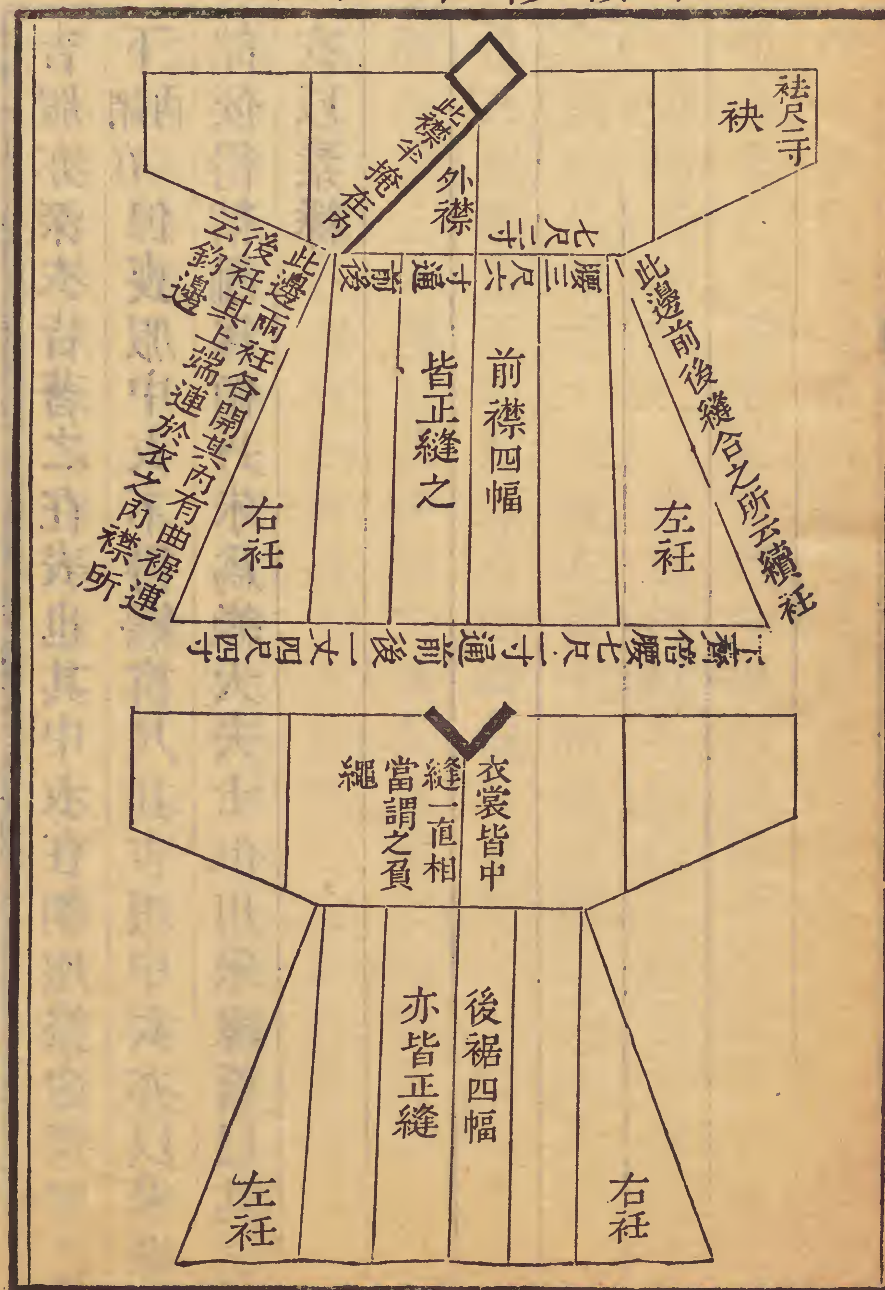 袪尺二寸
袂
此襟半掩在內
外襟
腰三尺六寸通前後
七尺二寸
此邊前後縫合之所云續衽
前襟四幅
皆正縫之
左衽
右衽
此邊兩衽各開其內有曲裾連
後衽其上端連於衣之內襟所
云鉤邊
下齊倍腰七尺二寸通前後一丈四尺四寸
衣裳皆中
縫一直相
當謂之負
繩
後裾四幅
亦皆正縫
右衽
左衽